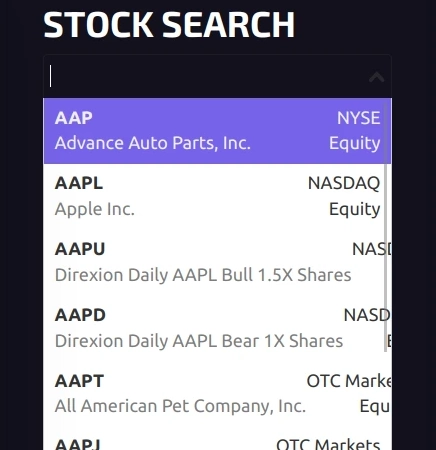 STOCK SEARCH
AAP NYSE
Advance Auto Parts, Inc. Equity
AAPL NASDAQ
Apple Inc. Equity
AAPU NASD
Direxion Daily AAPL Bull 1.5X Shares
AAPD NASD
Direxion Daily AAPL Bear 1X Shares E
AAPT OTC Marke
All American Pet Company, Inc. Equ
AAPJ OTC Markets